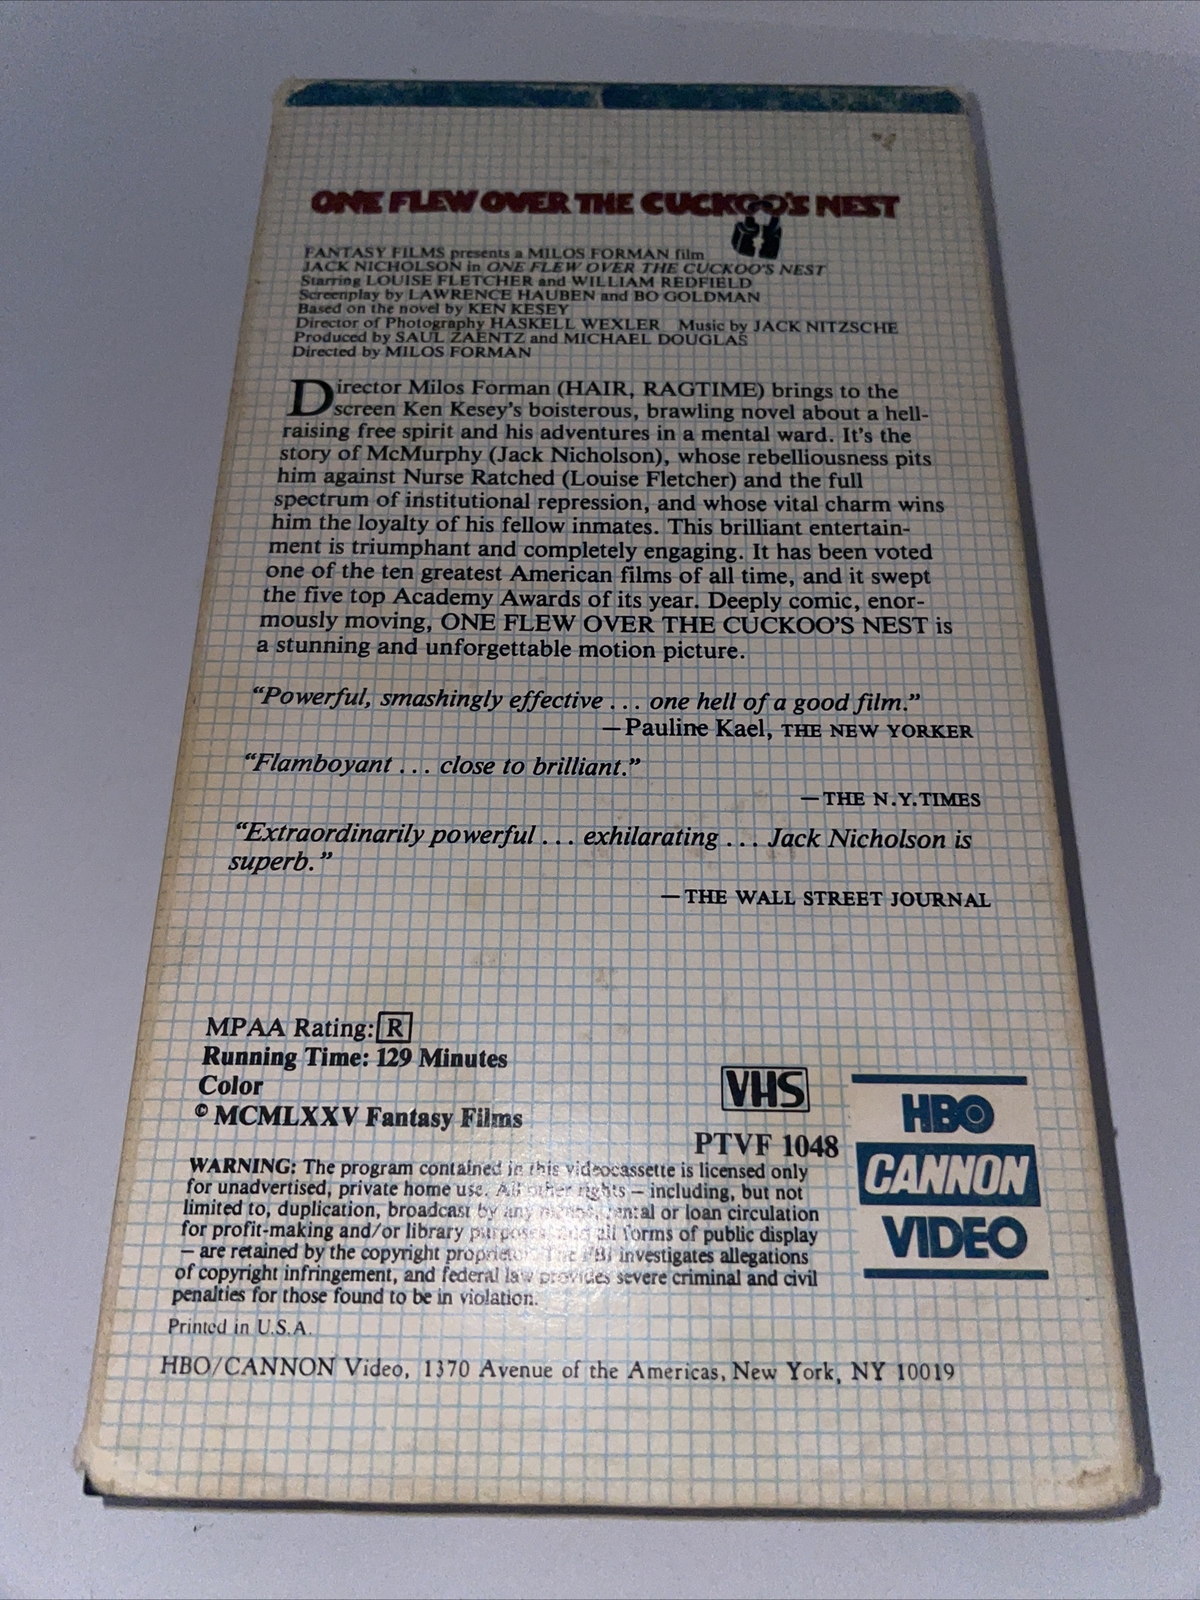 ONE FLEW OVER THE CUCKOO'S NEST
FANTASY FILMS presents a MILOS FORMAN film
JACK NICHOLSON in ONE FLEW OVER THE CUCKOO'S NEST
Starring LOUISE FLETCHER and WILLIAM REDFIELD
Screenplay by LAWRENCE HAUBEN and BO GOLDMAN
Based on the novel by KEN KESEY
Director of Photography HASKELL WEXLER Music by JACK NITZSCHE
Produced by SAUL ZAENTZ and MICHAEL DOUGLAS
Directed by MILOS FORMAN
Director Milos Forman (HAIR, RAGTIME) brings to the
screen Ken Kesey's boisterous, brawling novel about a hell-
raising free spirit and his adventures in a mental ward. It's the
story of McMurphy (Jack Nicholson), whose rebelliousness pits
him against Nurse Ratched (Louise Fletcher) and the full
spectrum of institutional repression, and whose vital charm wins
him the loyalty of his fellow inmates. This brilliant entertain-
ment is triumphant and completely engaging. It has been voted
one of the ten greatest American films of all time, and it swept
the five top Academy Awards of its year. Deeply comic, enor-
mously moving, ONE FLEW OVER THE CUCKOO'S NEST is
a stunning and unforgettable motion picture.
"Powerful, smashingly effective . . . one hell of a good film."
—Pauline Kael, THE NEW YORKER
"Flamboyant . . . close to brilliant."
—THE N.Y. TIMES
"Extraordinarily powerful . . . exhilarating . . . Jack Nicholson is
superb."
—THE WALL STREET JOURNAL
MPAA Rating: R
Running Time: 129 Minutes
Color
© MCMLXXV Fantasy Films
VHS
PTVF 1048
HBO
CANNON
VIDEO
WARNING: The program contained in this videocassette is licensed only
for unadvertised, private home use. All other rights — including, but not
limited to, duplication, broadcast by any means, rental or loan circulation
for profit-making and/or library purposes and all forms of public display
— are retained by the copyright proprietor. The FBI investigates allegations
of copyright infringement, and federal law provides severe criminal and civil
penalties for those found to be in violation.
Printed in U.S.A.
HBO/CANNON Video, 1370 Avenue of the Americas, New York, NY 10019